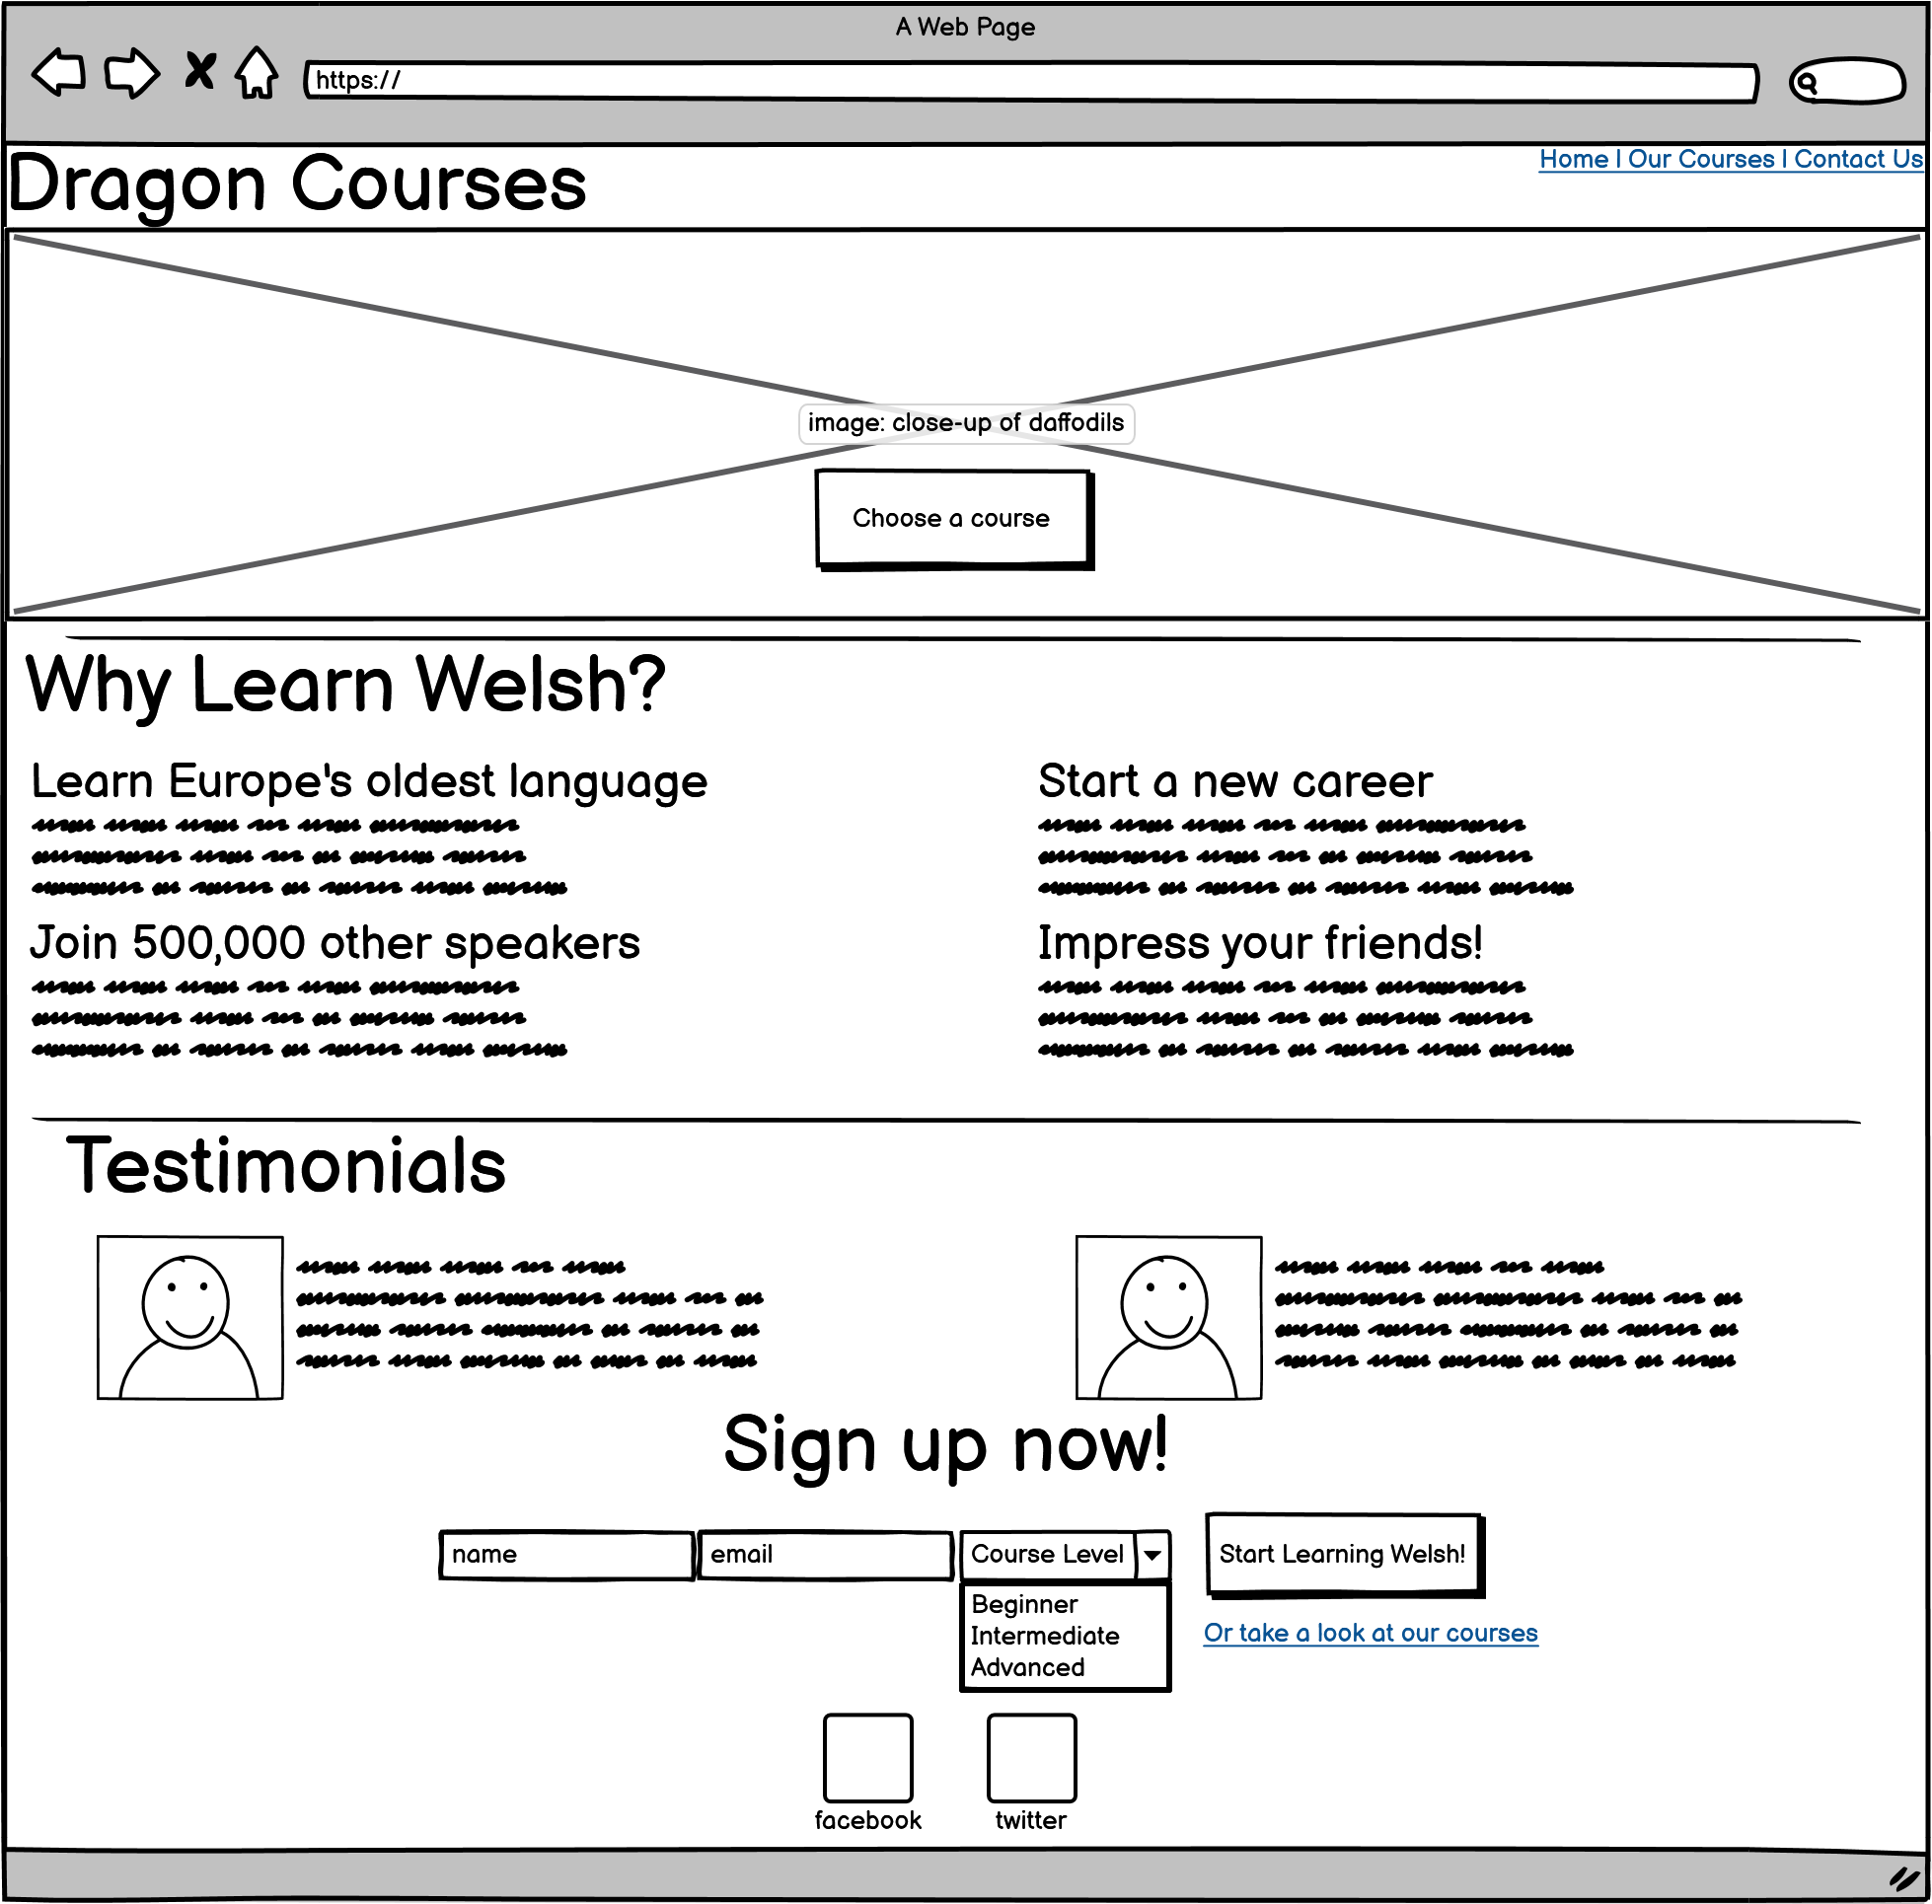 A Web Page
https://
Dragon Courses
Home | Our Courses | Contact Us
image: close-up of daffodils
Choose a course
Why Learn Welsh?
Learn Europe's oldest language
Start a new career
Join 500,000 other speakers
Impress your friends!
Testimonials
Sign up now!
name
email
Course Level
Start Learning Welsh!
Beginner
Intermediate
Advanced
Or take a look at our courses
facebook
twitter